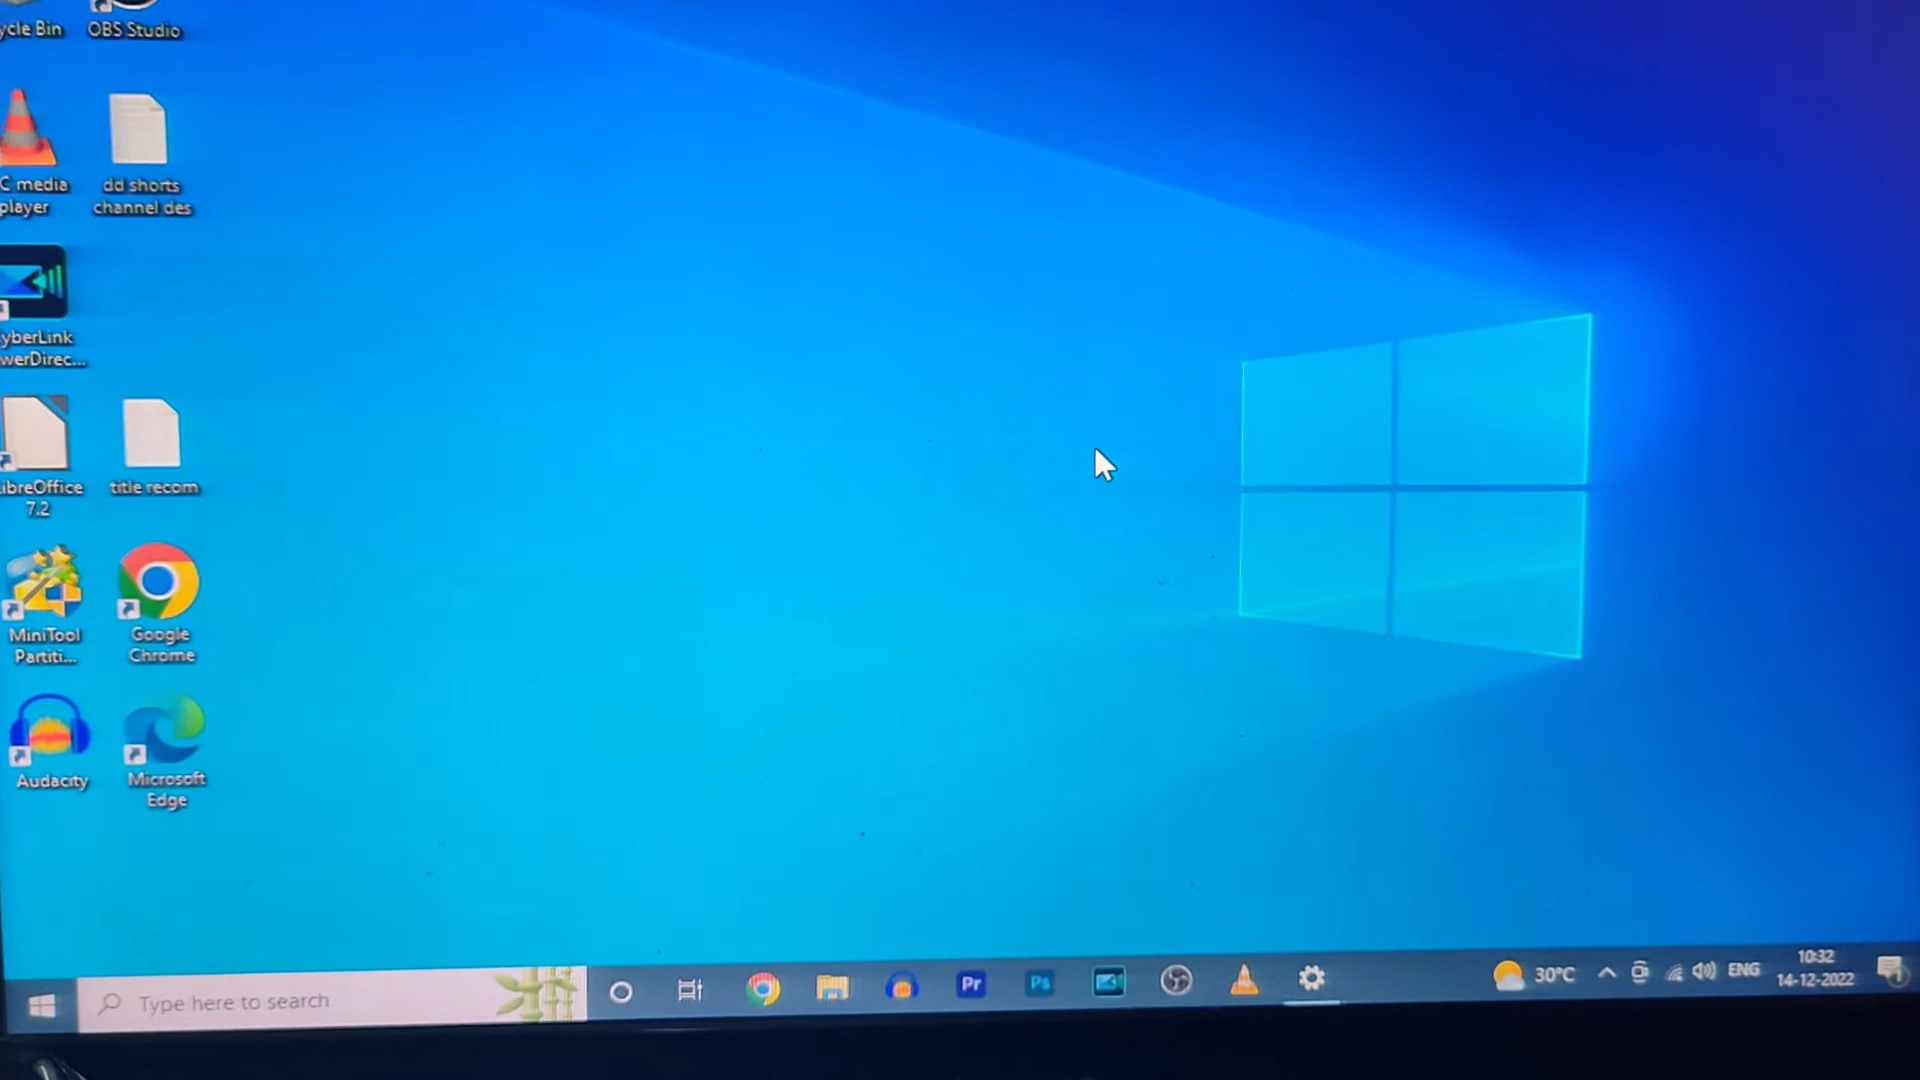 ycle Bin
OBS Studio
C media
player
dd shorts
channel des
yberLink
werDirec...
ibreOffice
7.2
title recom
MiniTool
Partiti...
Google
Chrome
Audacity
Microsoft
Edge
Type here to search
Pr
Ps
30°C
ENG
10:32
14-12-2022
1